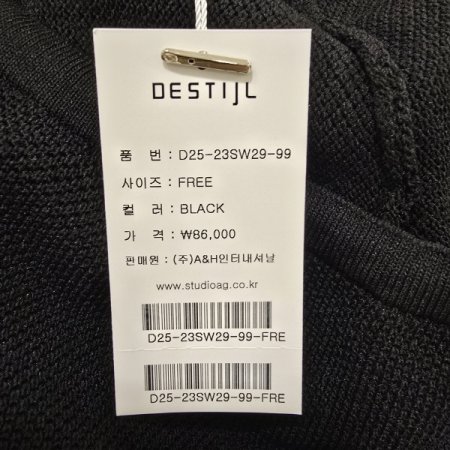 DESTIJL
품 번 : D25-23SW29-99
사이즈 : FREE
컬 러 : BLACK
가 격 : ₩86,000
판매원 : (주)A&H인터내셔날
www.studioag.co.kr
D25-23SW29-99-FRE
D25-23SW29-99-FRE